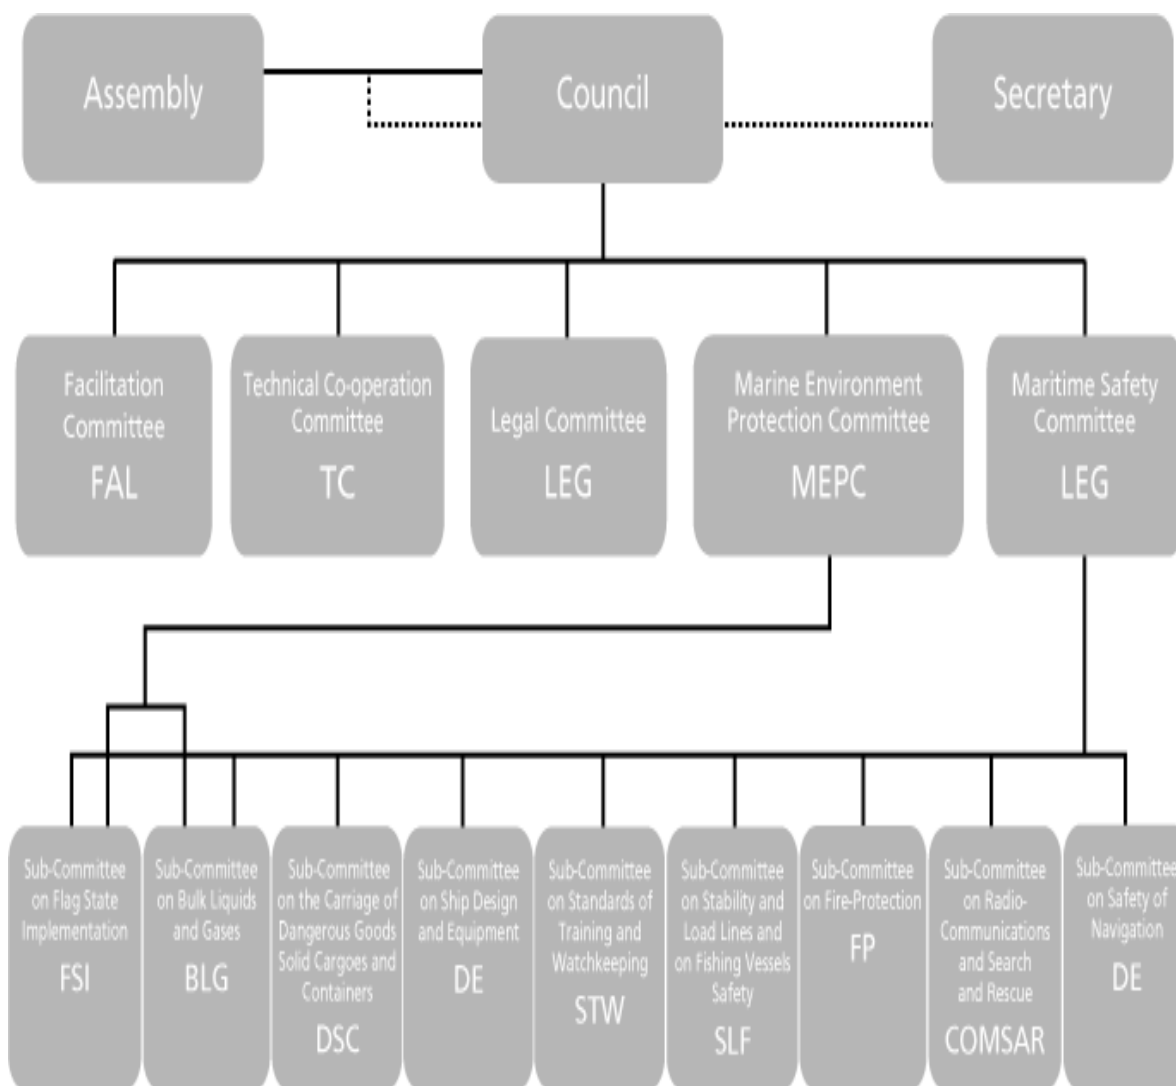 Assembly
Council
Secretary
Facilitation
Committee
FAL
Technical Co-operation
Committee
TC
Legal Committee
LEG
Marine Environment
Protection Committee
MEPC
Maritime Safety
Committee
LEG
Sub-Committee
on Flag State
Implementation
FSI
Sub-Committee
on Bulk Liquids
and Gases
BLG
Sub-Committee
on the Carriage of
Dangerous Goods
Solid Cargoes and
Containers
DSC
Sub-Committee
on Ship Design
and Equipment
DE
Sub-Committee
on Standards of
Training and
Watchkeeping
STW
Sub-Committee
on Stability and
Load Lines and
on Fishing Vessels
Safety
SLF
Sub-Committee
on Fire-Protection
FP
Sub-Committee
on Radio-
Communications
and Search
and Rescue
COMSAR
Sub-Committee
on Safety of
Navigation
DE